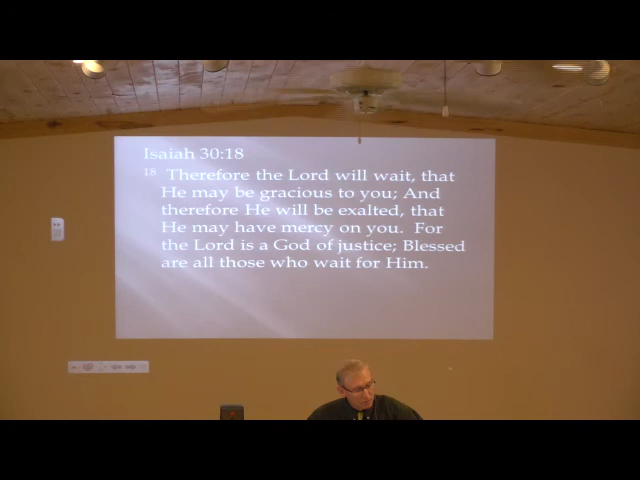 Isaiah 30:18
18 Therefore the Lord will wait, that
He may be gracious to you; And
therefore He will be exalted, that
He may have mercy on you. For
the Lord is a God of justice; Blessed
are all those who wait for Him.